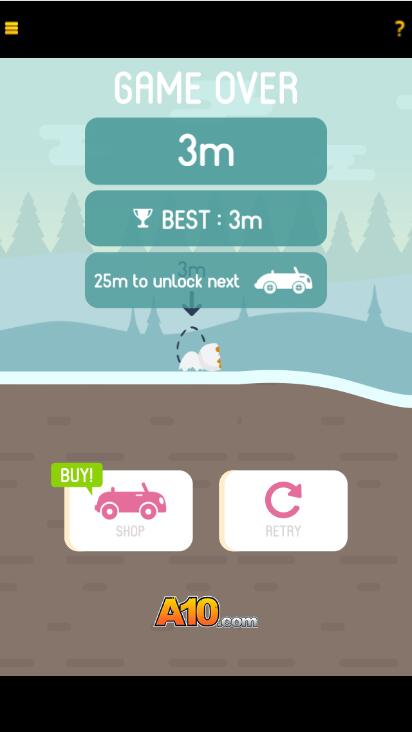 ?
GAME OVER
3m
BEST : 3m
3m
25m to unlock next
BUY!
SHOP
RETRY
A10.com